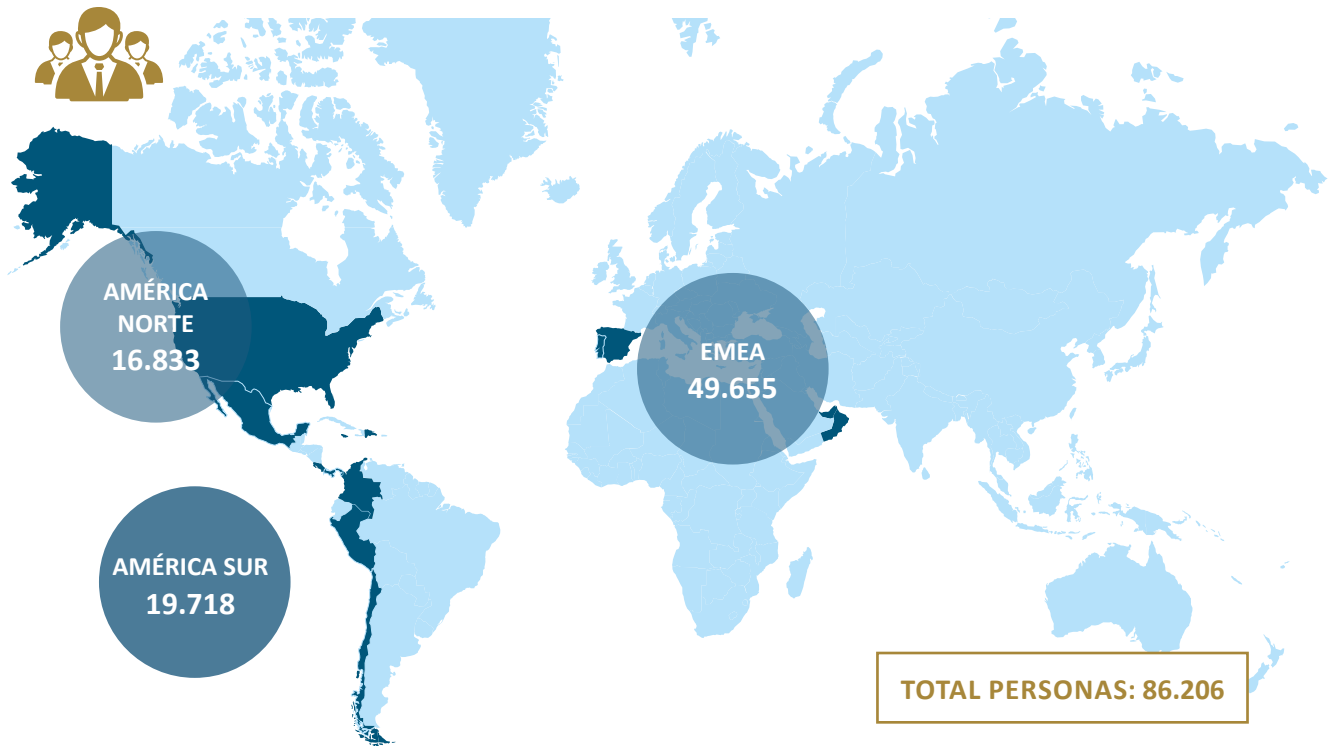 AMÉRICA
NORTE
16.833
EMEA
49.655
AMÉRICA SUR
19.718
TOTAL PERSONAS: 86.206